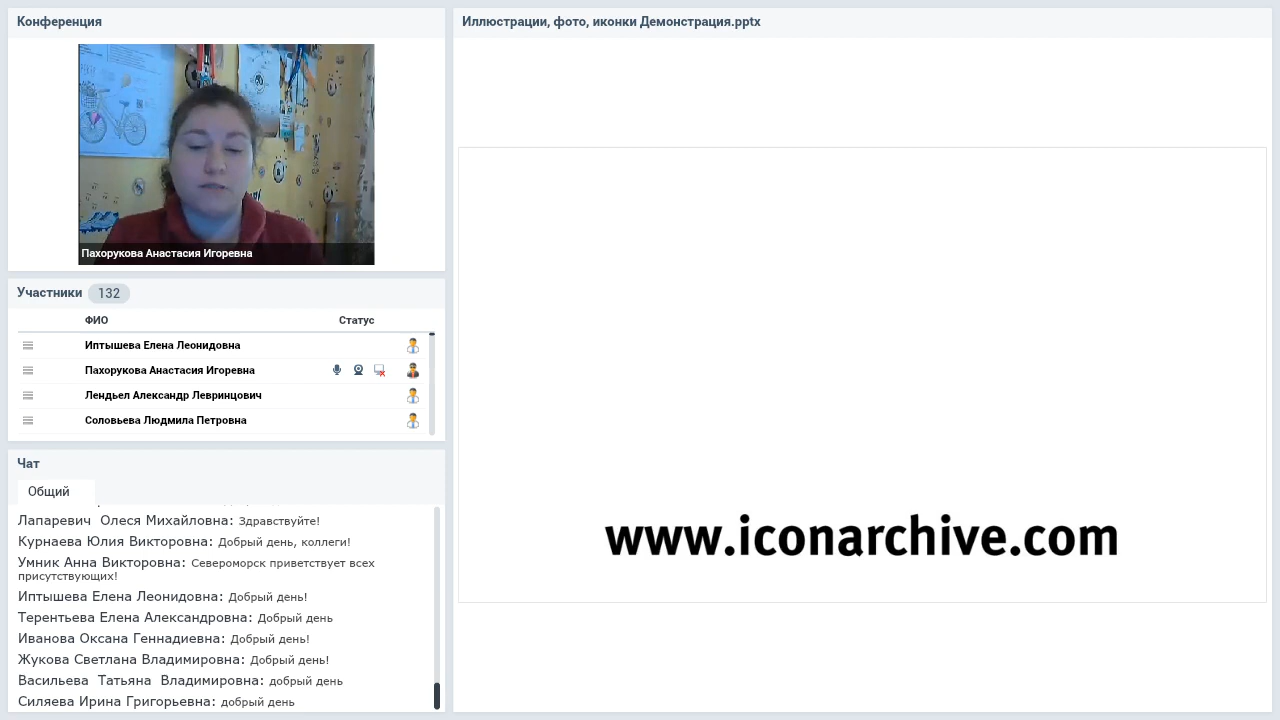 Конференция
Пахорукова Анастасия Игоревна
Участники 132
ФИО Статус
Иптышева Елена Леонидовна
Пахорукова Анастасия Игоревна
Лендьел Александр Левринцович
Соловьева Людмила Петровна
Чат
Общий
Лапаревич Олеся Михайловна: Здравствуйте!
Курнаева Юлия Викторовна: Добрый день, коллеги!
Умник Анна Викторовна: Североморск приветствует всех
присутствующих!
Иптышева Елена Леонидовна: Добрый день!
Терентьева Елена Александровна: Добрый день
Иванова Оксана Геннадиевна: Добрый день!
Жукова Светлана Владимировна: Добрый день!
Васильева Татьяна Владимировна: добрый день
Силяева Ирина Григорьевна: добрый день
Иллюстрации, фото, иконки Демонстрация.pptx
www.iconarchive.com